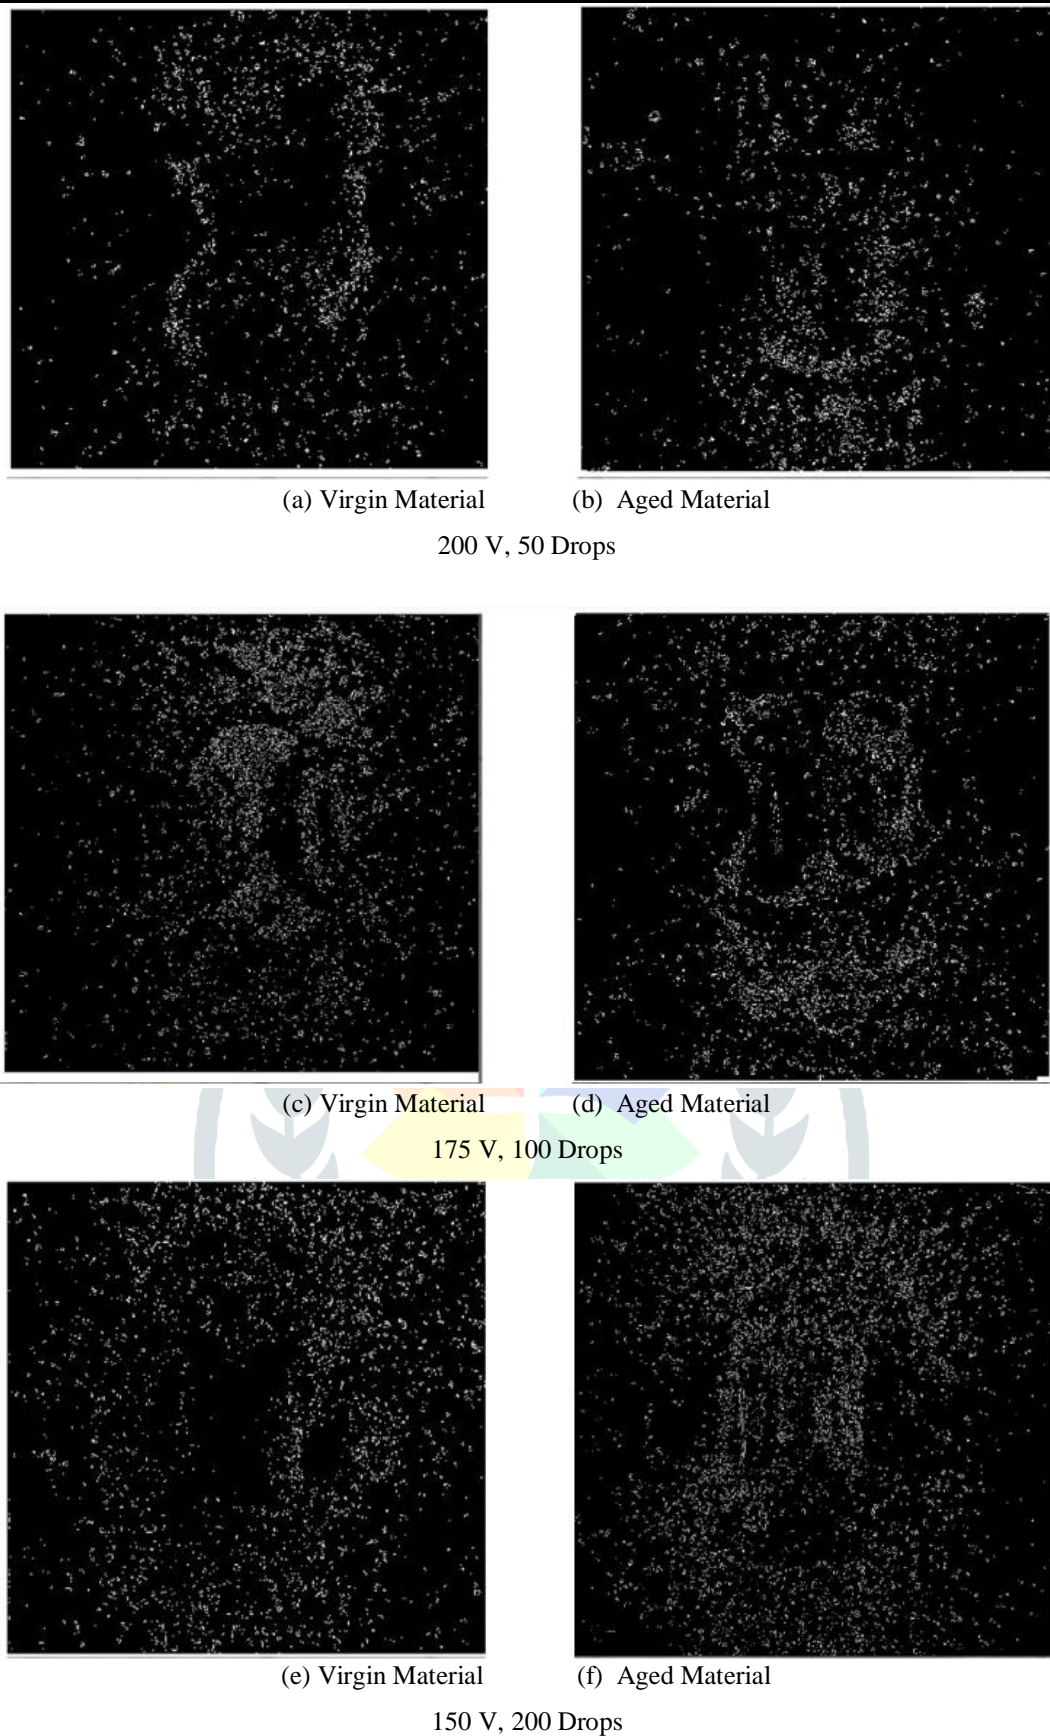 (a) Virgin Material (b) Aged Material
200 V, 50 Drops
(c) Virgin Material (d) Aged Material
175 V, 100 Drops
(e) Virgin Material (f) Aged Material
150 V, 200 Drops